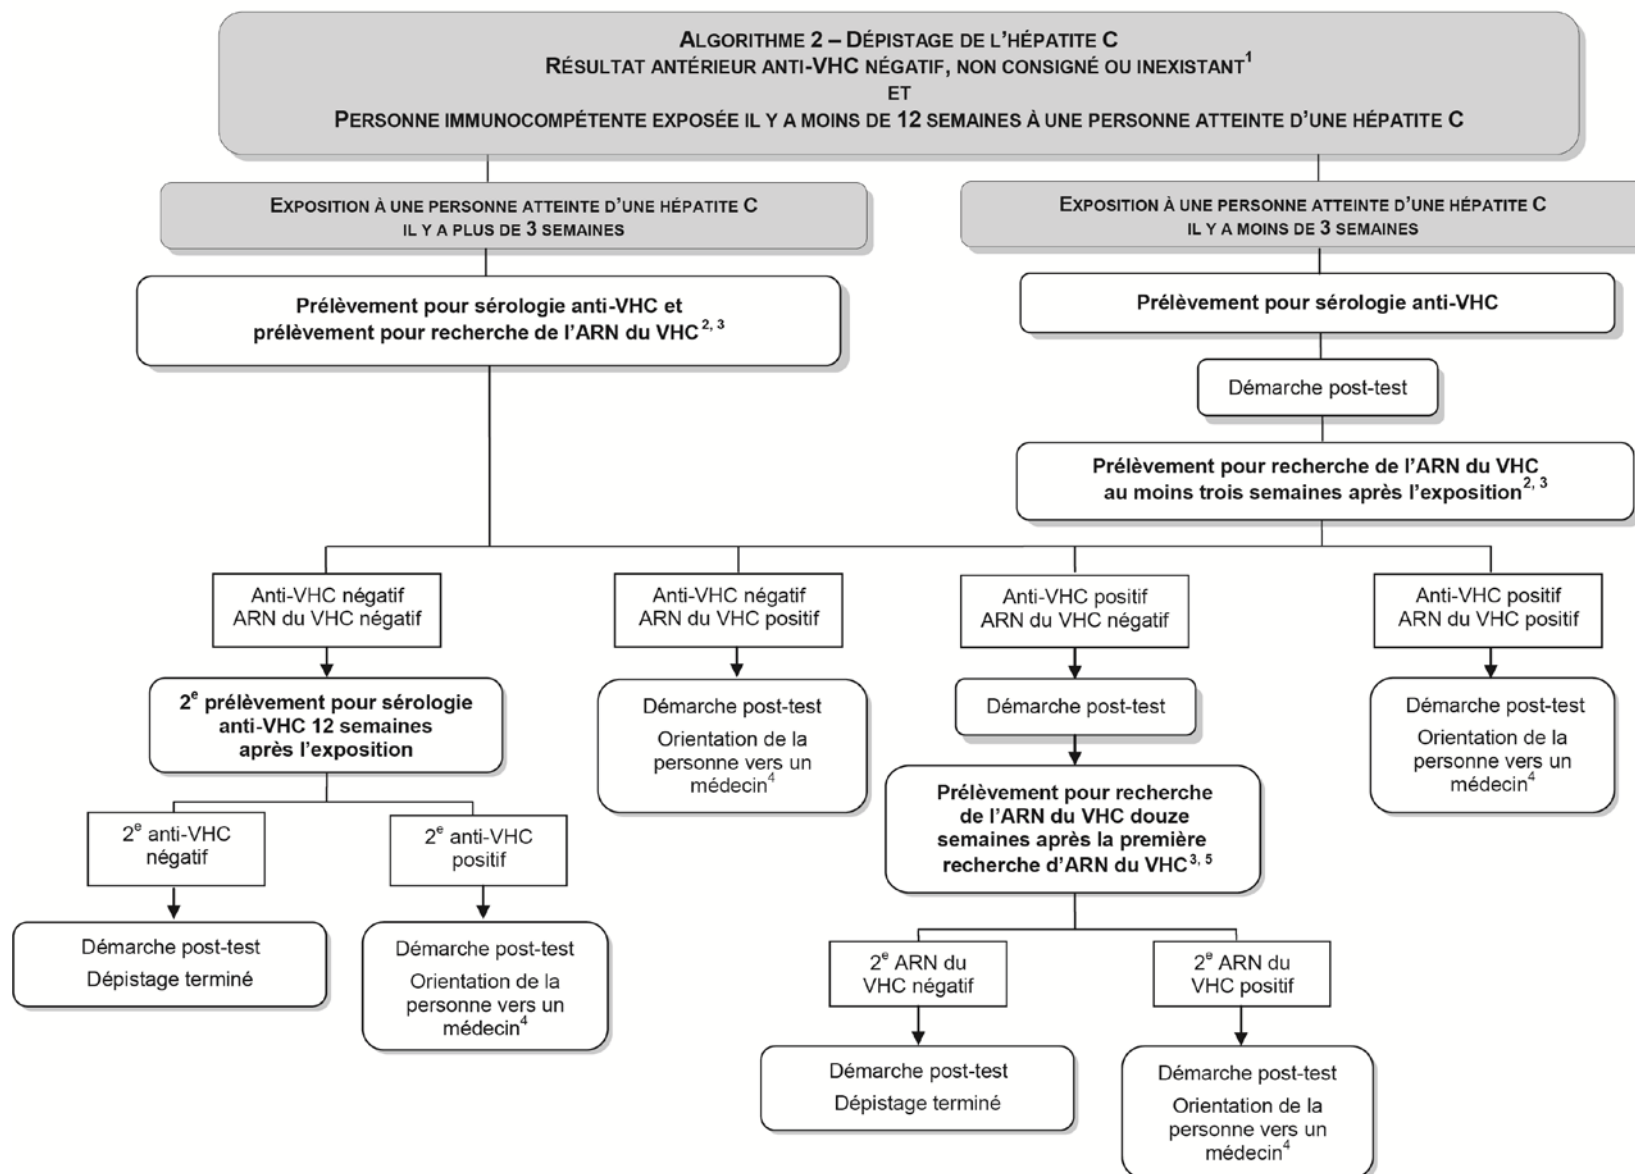 ALGORITHME 2 – DÉPISTAGE DE L'HÉPATITE C
RÉSULTAT ANTÉRIEUR ANTI-VHC NÉGATIF, NON CONSIGNÉ OU INEXISTANT1
ET
PERSONNE IMMUNOCOMPÉTENTE EXPOSÉE IL Y A MOINS DE 12 SEMAINES À UNE PERSONNE ATTEINTE D'UNE HÉPATITE C
EXPOSITION À UNE PERSONNE ATTEINTE D'UNE HÉPATITE C
IL Y A PLUS DE 3 SEMAINES
EXPOSITION À UNE PERSONNE ATTEINTE D'UNE HÉPATITE C
IL Y A MOINS DE 3 SEMAINES
Prélèvement pour sérologie anti-VHC et
prélèvement pour recherche de l'ARN du VHC2, 3
Prélèvement pour sérologie anti-VHC
Démarche post-test
Prélèvement pour recherche de l'ARN du VHC
au moins trois semaines après l'exposition2, 3
Anti-VHC négatif
ARN du VHC négatif
Anti-VHC négatif
ARN du VHC positif
Anti-VHC positif
ARN du VHC négatif
Anti-VHC positif
ARN du VHC positif
2e prélèvement pour sérologie
anti-VHC 12 semaines
après l'exposition
Démarche post-test
Orientation de la
personne vers un
médecin4
Démarche post-test
Démarche post-test
Orientation de la
personne vers un
médecin4
Prélèvement pour recherche
de l'ARN du VHC douze
semaines après la première
recherche d'ARN du VHC3, 5
2e anti-VHC
négatif
2e anti-VHC
positif
Démarche post-test
Dépistage terminé
Démarche post-test
Orientation de la
personne vers un
médecin4
2e ARN du
VHC négatif
2e ARN du
VHC positif
Démarche post-test
Dépistage terminé
Démarche post-test
Orientation de la
personne vers un
médecin4